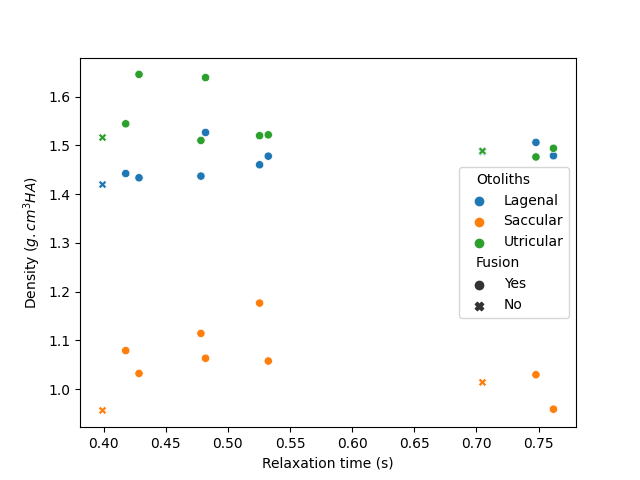 1.6
1.5
1.4
1.3
1.2
1.1
1.0
Density (g.cm³HA)
Otoliths
Lagenal
Saccular
Utricular
Fusion
Yes
No
0.40 0.45 0.50 0.55 0.60 0.65 0.70 0.75
Relaxation time (s)